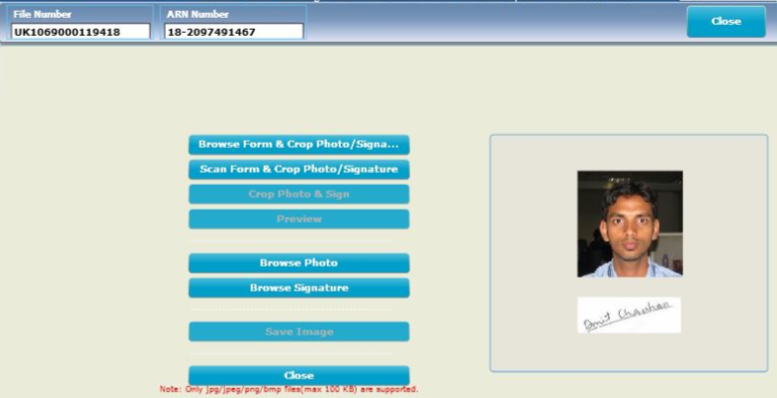 File Number
ARN Number
Close
UK1069000119418
18-2097491467
Browse Form & Crop Photo/Signa...
Scan Form & Crop Photo/Signature
Crop Photo & Sign
Preview
Browse Photo
Browse Signature
Save Image
Close
Note: Only jpg/jpeg/png/bmp files(max 100 KB) are supported.
Amit Chauhan